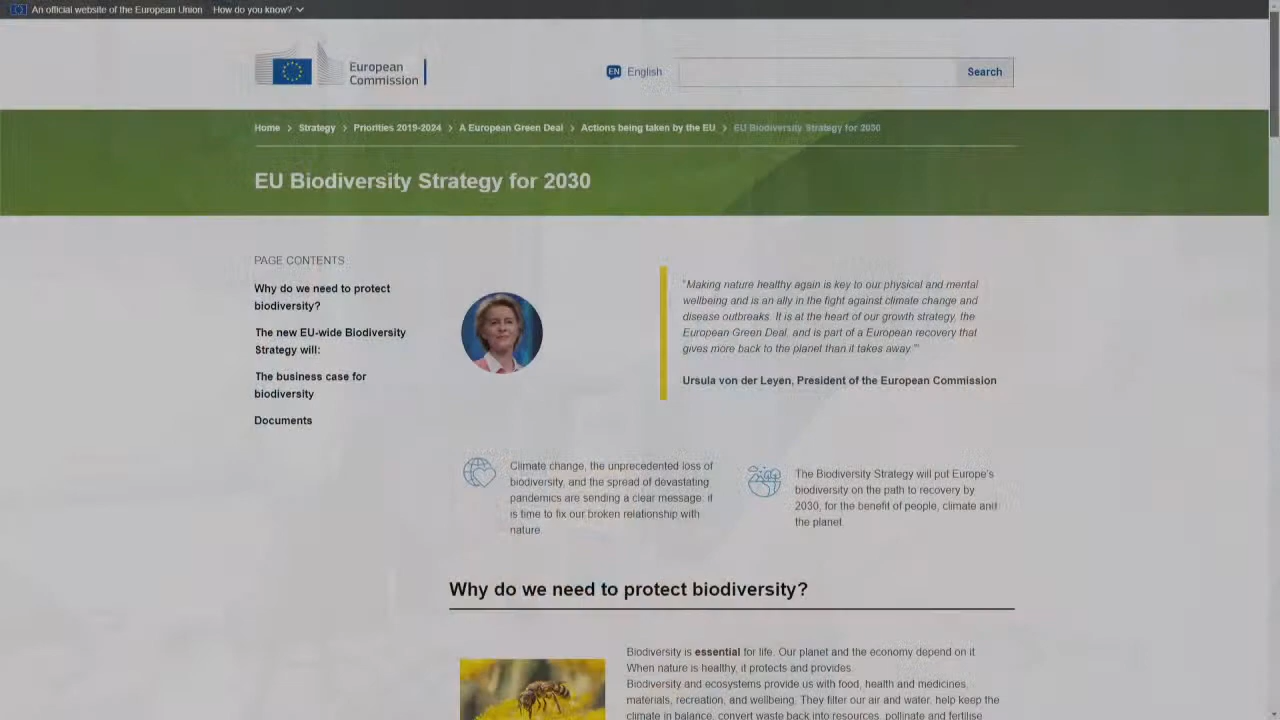 An official website of the European Union How do you know?
European
Commission
EN English
Search
Home > Strategy > Priorities 2019-2024 > A European Green Deal > Actions being taken by the EU > EU Biodiversity Strategy for 2030
EU Biodiversity Strategy for 2030
PAGE CONTENTS
Why do we need to protect
biodiversity?
The new EU-wide Biodiversity
Strategy will:
The business case for
biodiversity
Documents
"Making nature healthy again is key to our physical and mental
wellbeing and is an ally in the fight against climate change and
disease outbreaks. It is at the heart of our growth strategy, the
European Green Deal, and is part of a European recovery that
gives more back to the planet than it takes away."
Ursula von der Leyen, President of the European Commission
Climate change, the unprecedented loss of
biodiversity, and the spread of devastating
pandemics are sending a clear message: it
is time to fix our broken relationship with
nature.
The Biodiversity Strategy will put Europe's
biodiversity on the path to recovery by
2030, for the benefit of people, climate and
the planet.
Why do we need to protect biodiversity?
Biodiversity is essential for life. Our planet and the economy depend on it.
When nature is healthy, it protects and provides.
Biodiversity and ecosystems provide us with food, health and medicines,
materials, recreation, and wellbeing. They filter our air and water, help keep the
climate in balance, convert waste back into resources, pollinate and fertilise